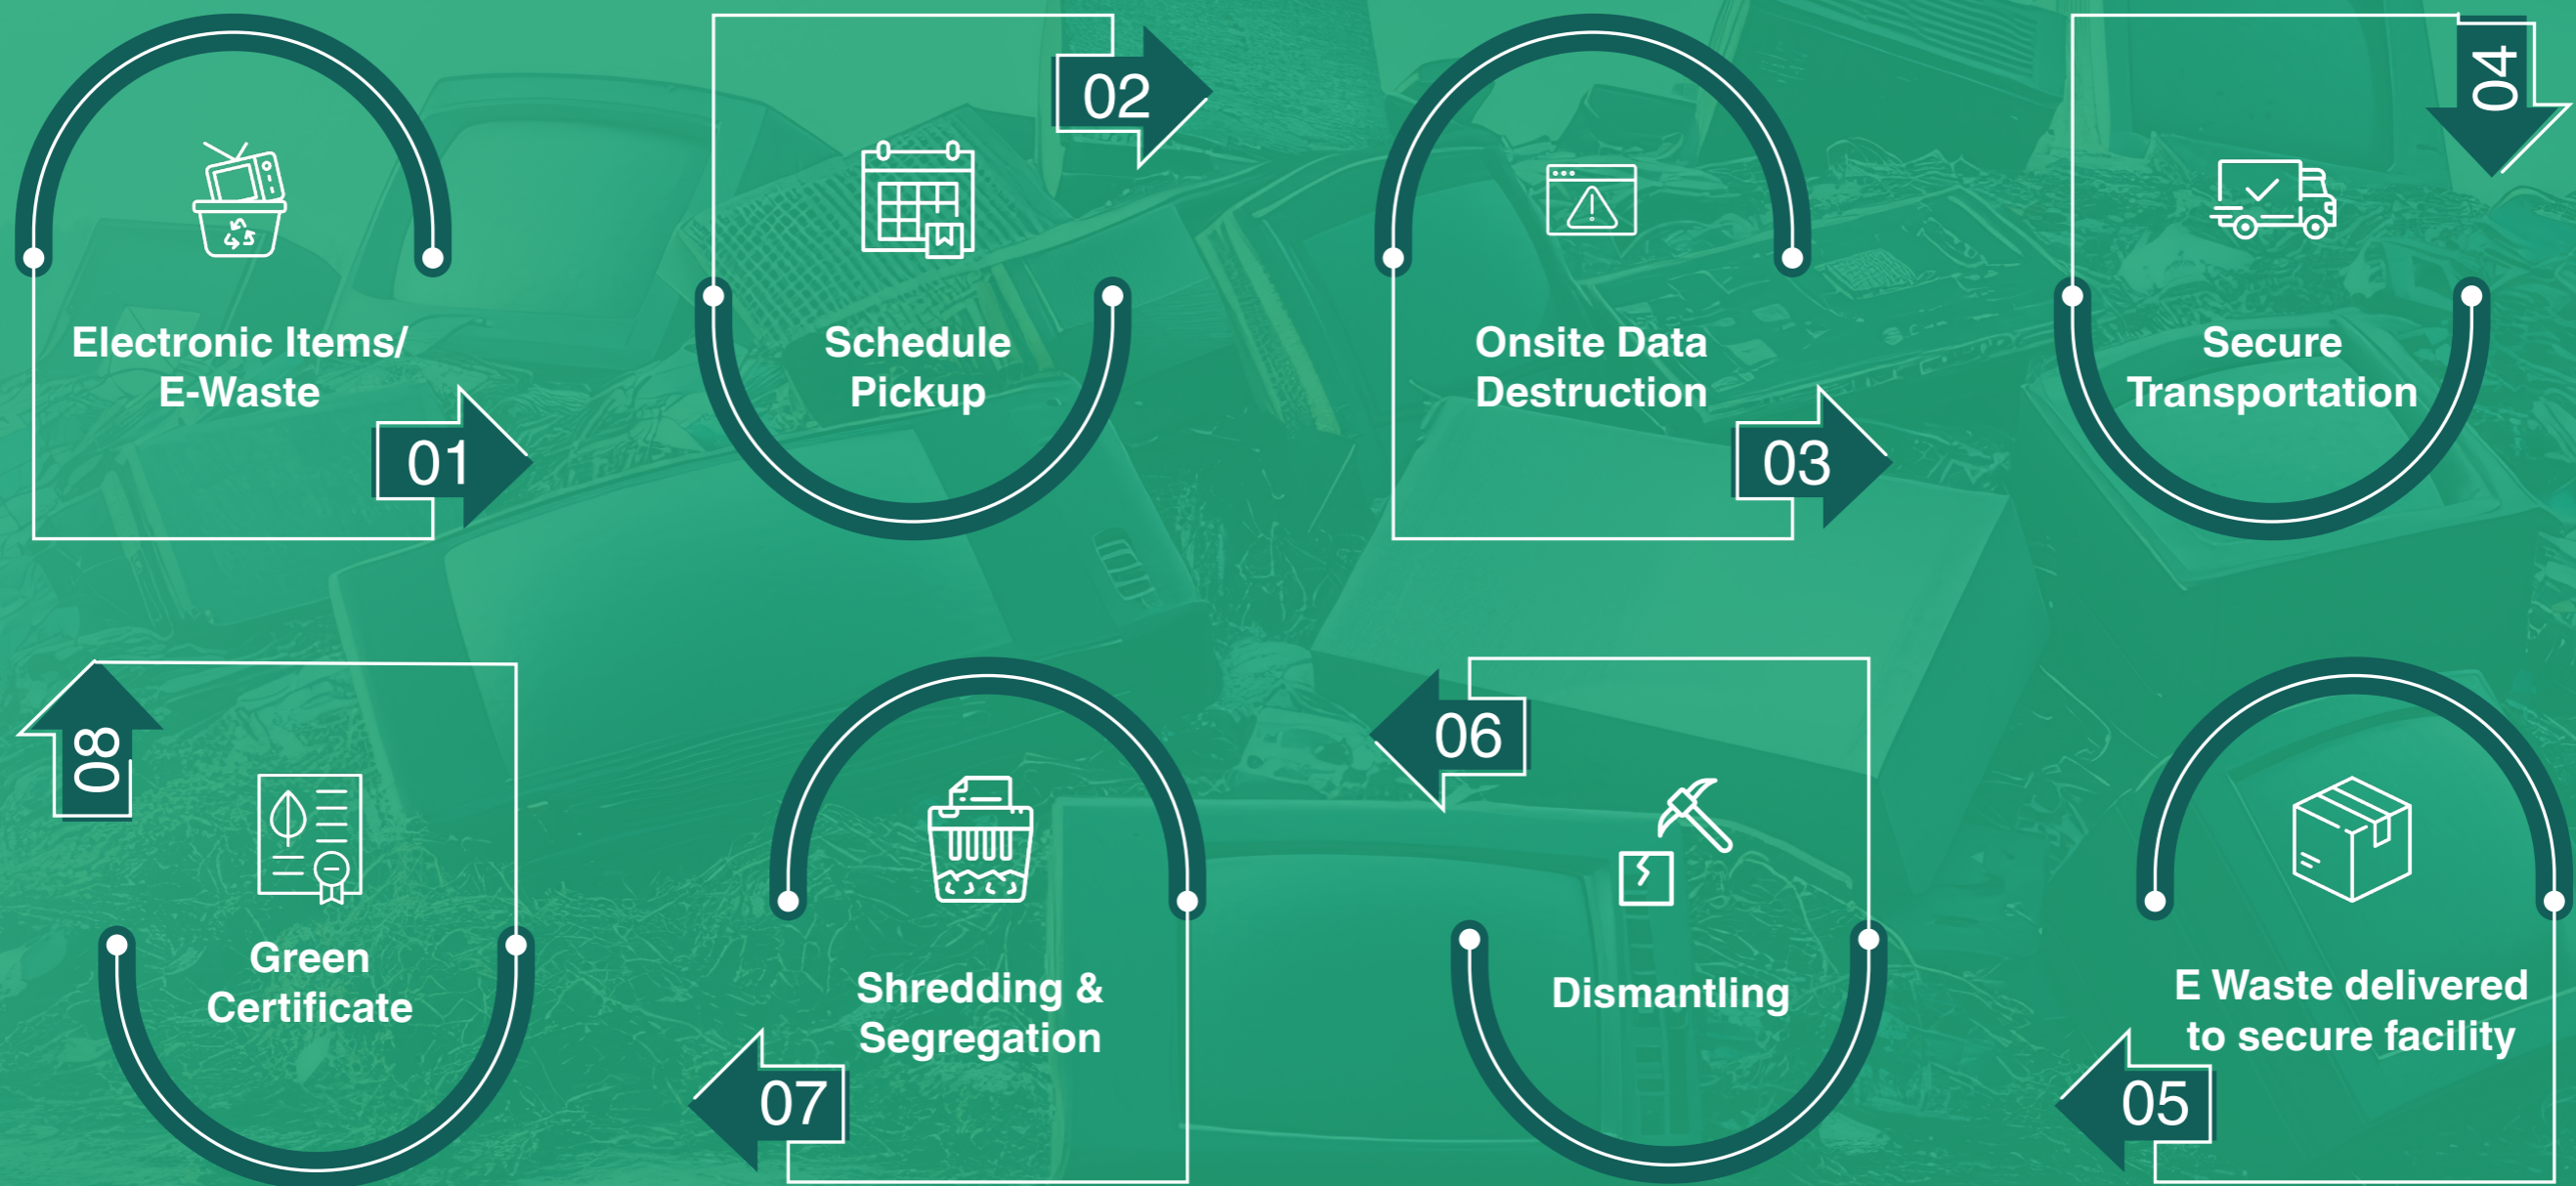 Electronic Items/
E-Waste
01
Schedule
Pickup
02
Onsite Data
Destruction
03
Secure
Transportation
04
E Waste delivered
to secure facility
05
Dismantling
06
Shredding &
Segregation
07
Green
Certificate
08